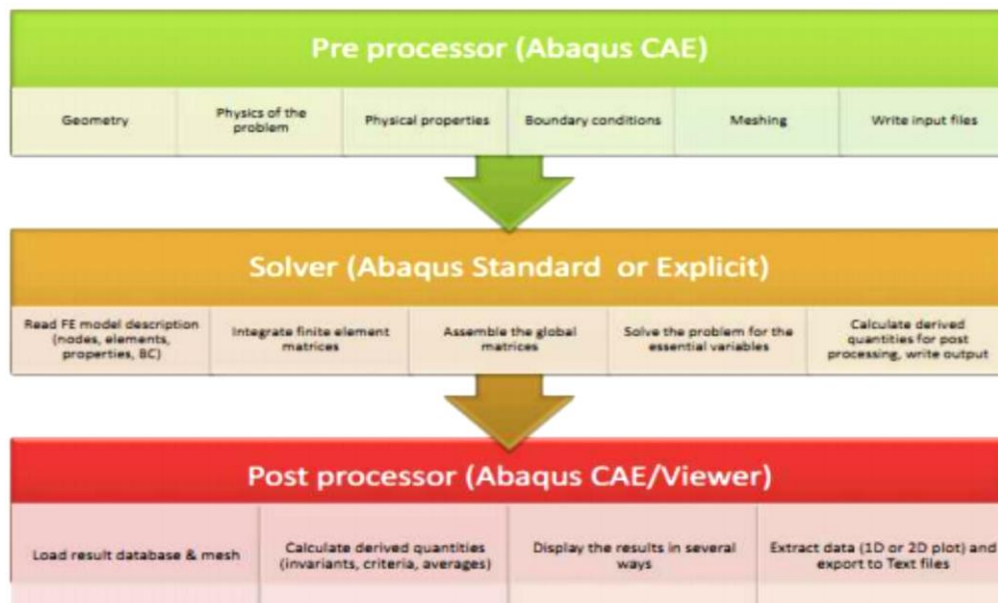 Pre processor (Abaqus CAE)
Geometry
Physics of the
problem
Physical properties
Boundary conditions
Meshing
Write input files
Solver (Abaqus Standard or Explicit)
Read FE model description
(nodes, elements,
properties, BC)
Integrate finite element
matrices
Assemble the global
matrices
Solve the problem for the
essential variables
Calculate derived
quantities for post
processing, write output
Post processor (Abaqus CAE/Viewer)
Load result database & mesh
Calculate derived quantities
(invariants, criteria, averages)
Display the results in several
ways
Extract data (1D or 2D plot) and
export to Text files